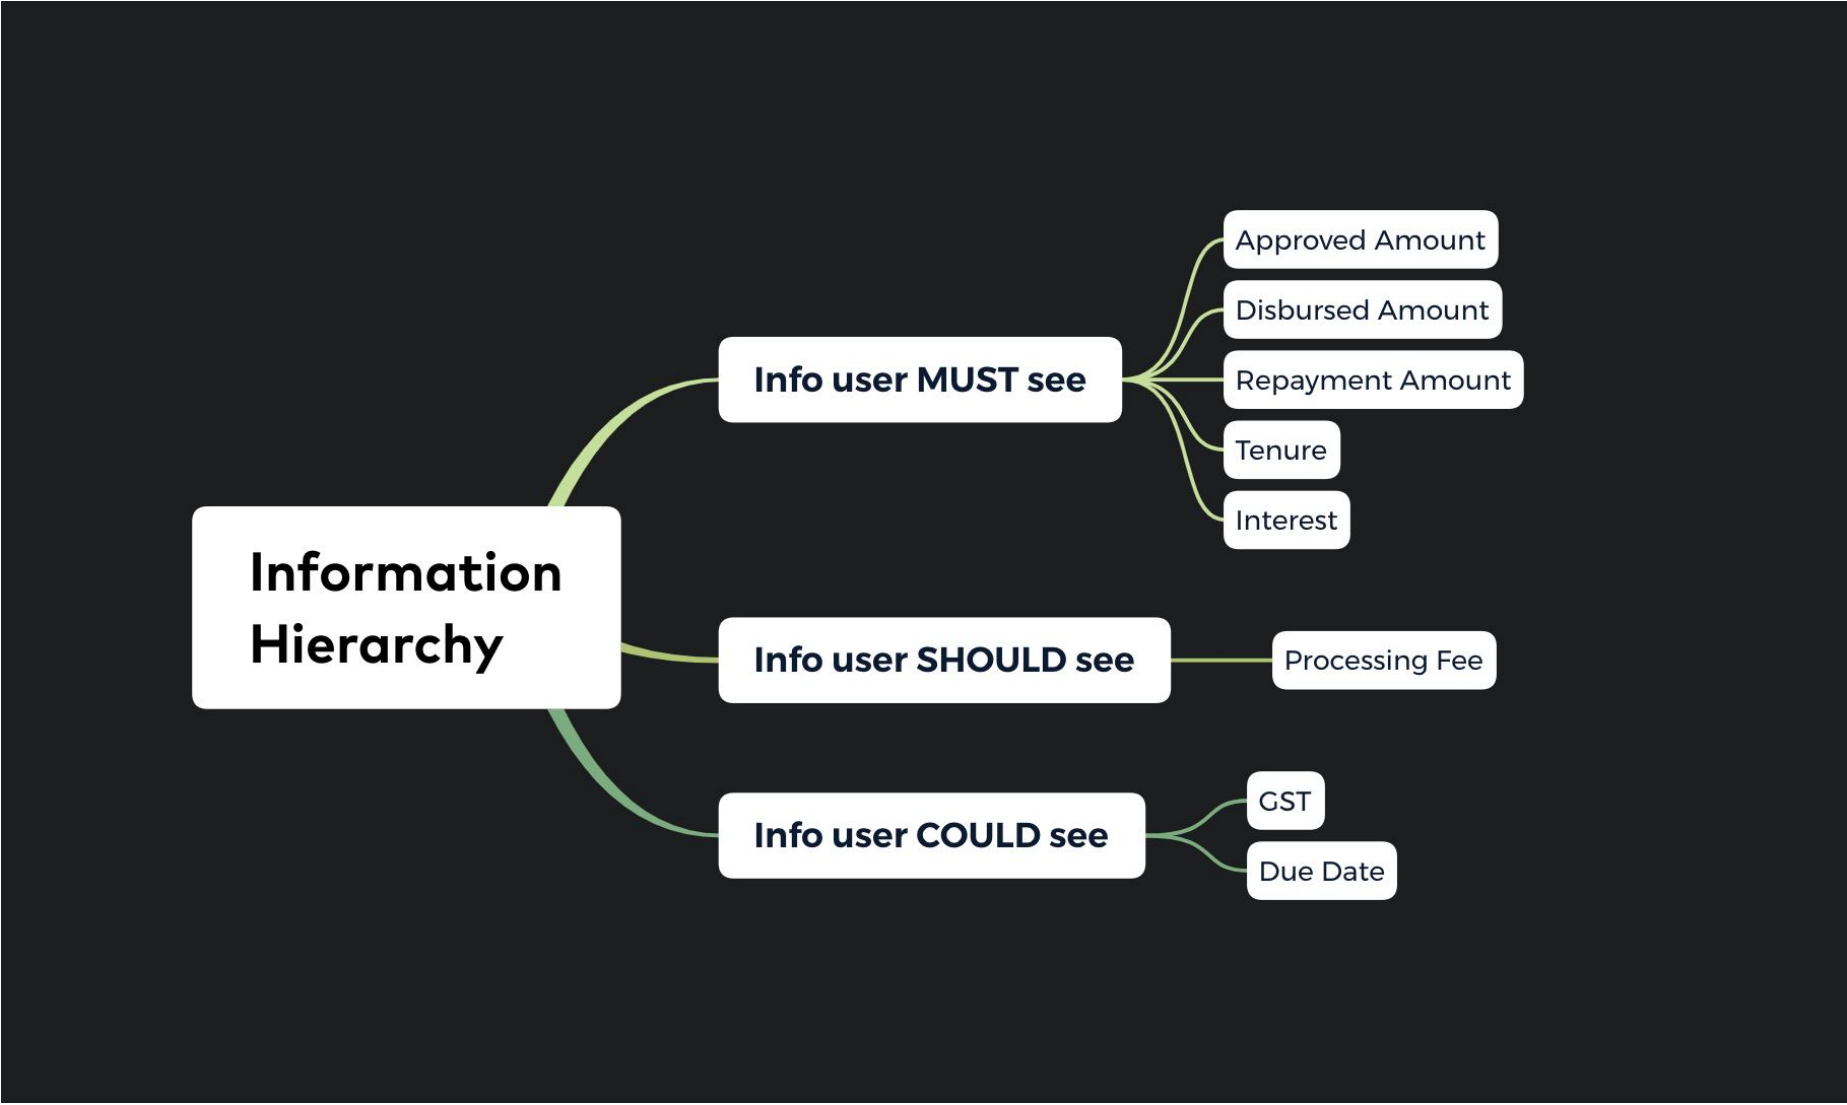 Information
Hierarchy
Info user MUST see
Approved Amount
Disbursed Amount
Repayment Amount
Tenure
Interest
Info user SHOULD see
Processing Fee
Info user COULD see
GST
Due Date